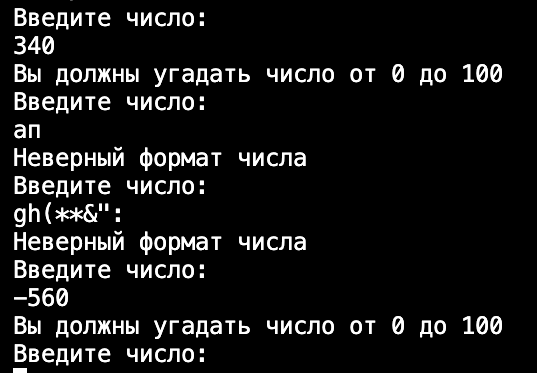 Введите число:
340
Вы должны угадать число от 0 до 100
Введите число:
ап
Неверный формат числа
Введите число:
gh(**&":
Неверный формат числа
Введите число:
-560
Вы должны угадать число от 0 до 100
Введите число: